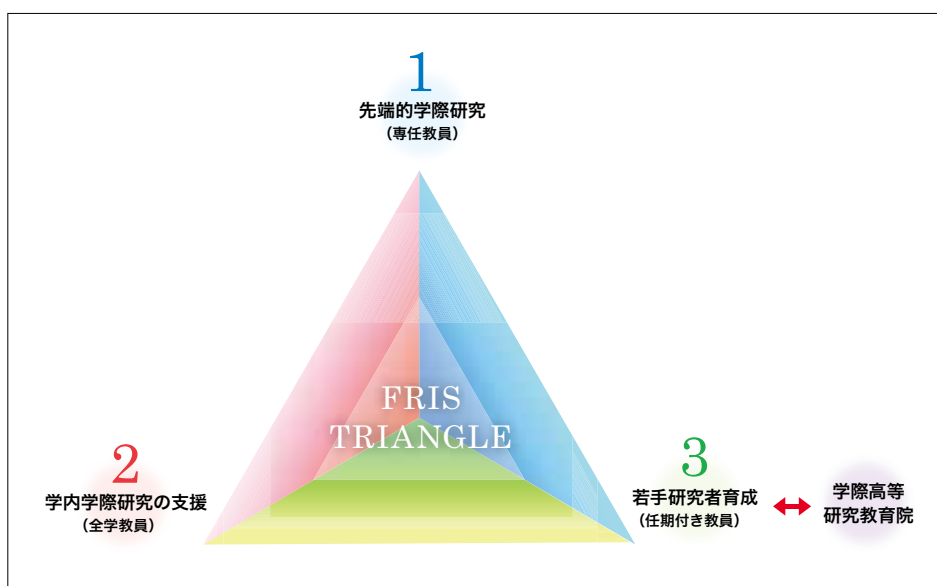 1
先端的学際研究
（専任教員）
FRIS
TRIANGLE
2
学内学際研究の支援
（全学教員）
3
若手研究者育成
（任期付き教員）
学際高等
研究教育院